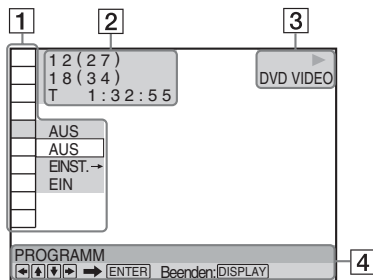 1
2
3
12(27)
18(34)
T 1:32:55
DVD VIDEO
AUS
AUS
EINST.→
EIN
PROGRAMM
ENTER Beenden:DISPLAY
4